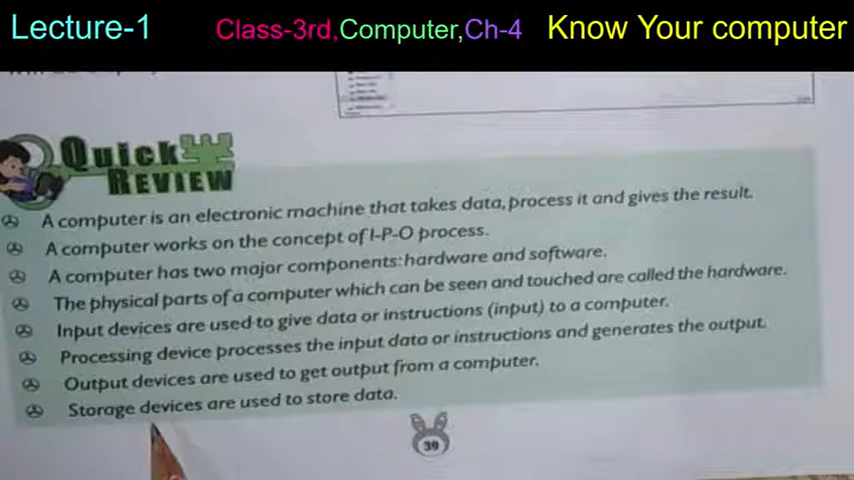 Lecture-1 Class-3rd,Computer,Ch-4 Know Your computer
Quick
REVIEW
A computer is an electronic machine that takes data, process it and gives the result.
A computer works on the concept of I-P-O process.
A computer has two major components: hardware and software.
The physical parts of a computer which can be seen and touched are called the hardware.
Input devices are used to give data or instructions (input) to a computer.
Processing device processes the input data or instructions and generates the output.
Output devices are used to get output from a computer.
Storage devices are used to store data.
39